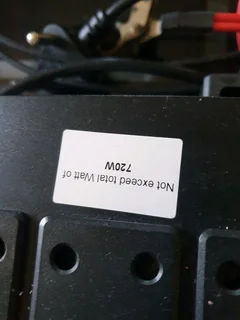 Not exceed total Watt of
720W